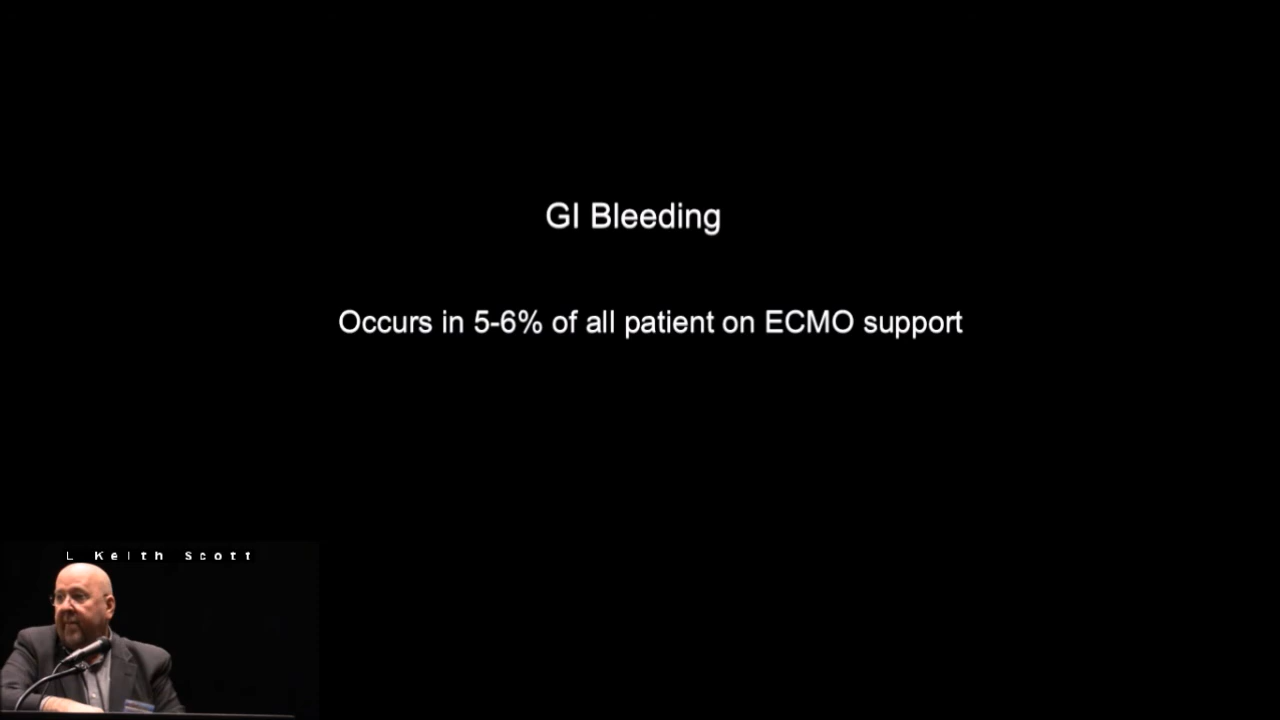 GI Bleeding
Occurs in 5-6% of all patient on ECMO support
L Keith Scott